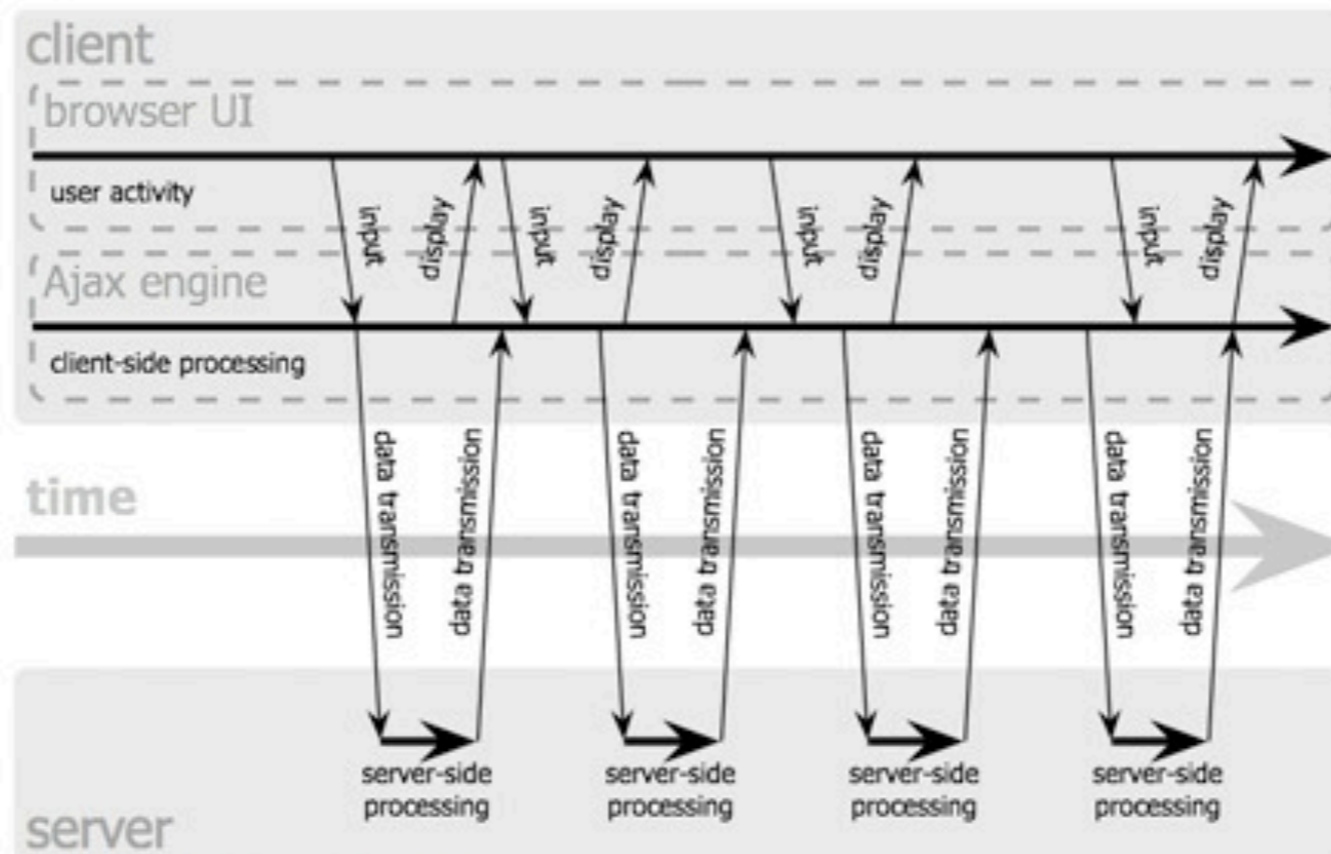 client
browser UI
user activity
input
display
input
display
input
display
input
display
Ajax engine
client-side processing
data transmission
data transmission
data transmission
data transmission
data transmission
data transmission
data transmission
data transmission
time
server-side
processing
server-side
processing
server-side
processing
server-side
processing
server